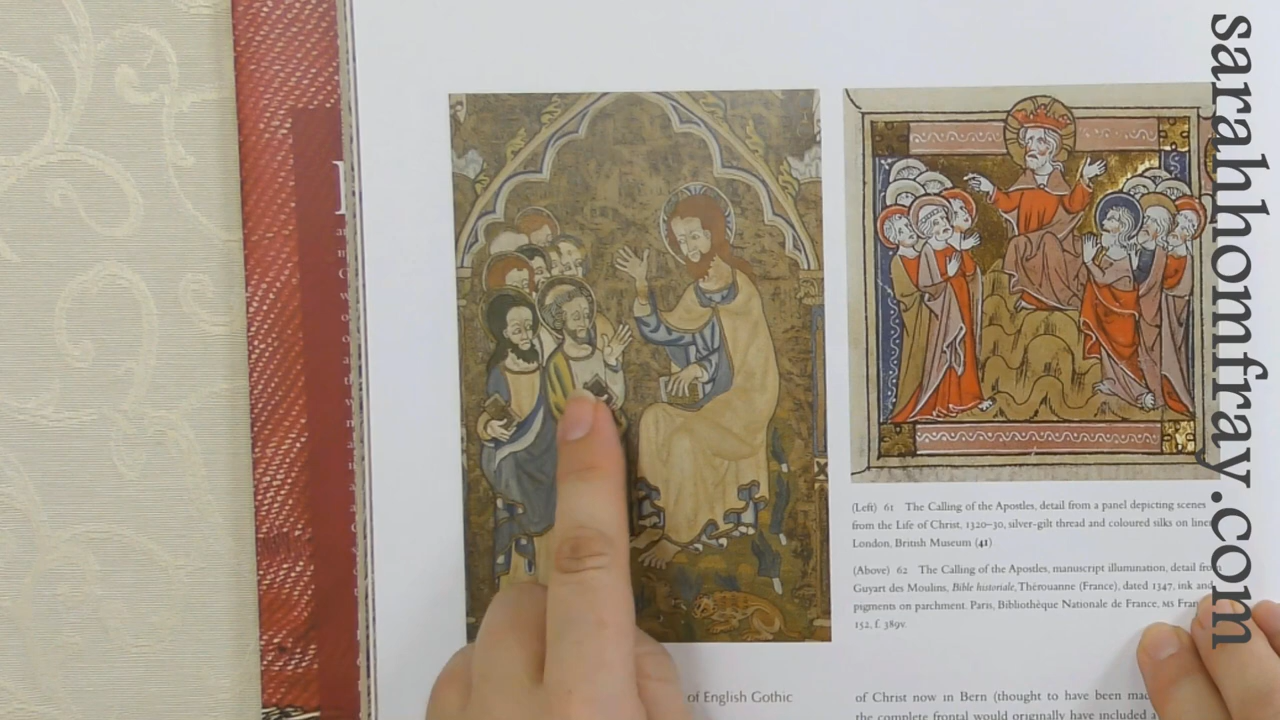 (Left) 61 The Calling of the Apostles, detail from a panel depicting scenes
from the Life of Christ, 1320–30, silver-gilt thread and coloured silks on
London, British Museum (41)
(Above) 62 The Calling of the Apostles, manuscript illumination, detail
Guyart des Moulins, Bible historiale, Thérouanne (France), dated 1347, ink and
pigments on parchment. Paris, Bibliothèque Nationale de France, MS
152, f. 389v.
of English Gothic
of Christ now in Bern (thought to have been
the complete frontal would originally have included
sarahhomfray.com